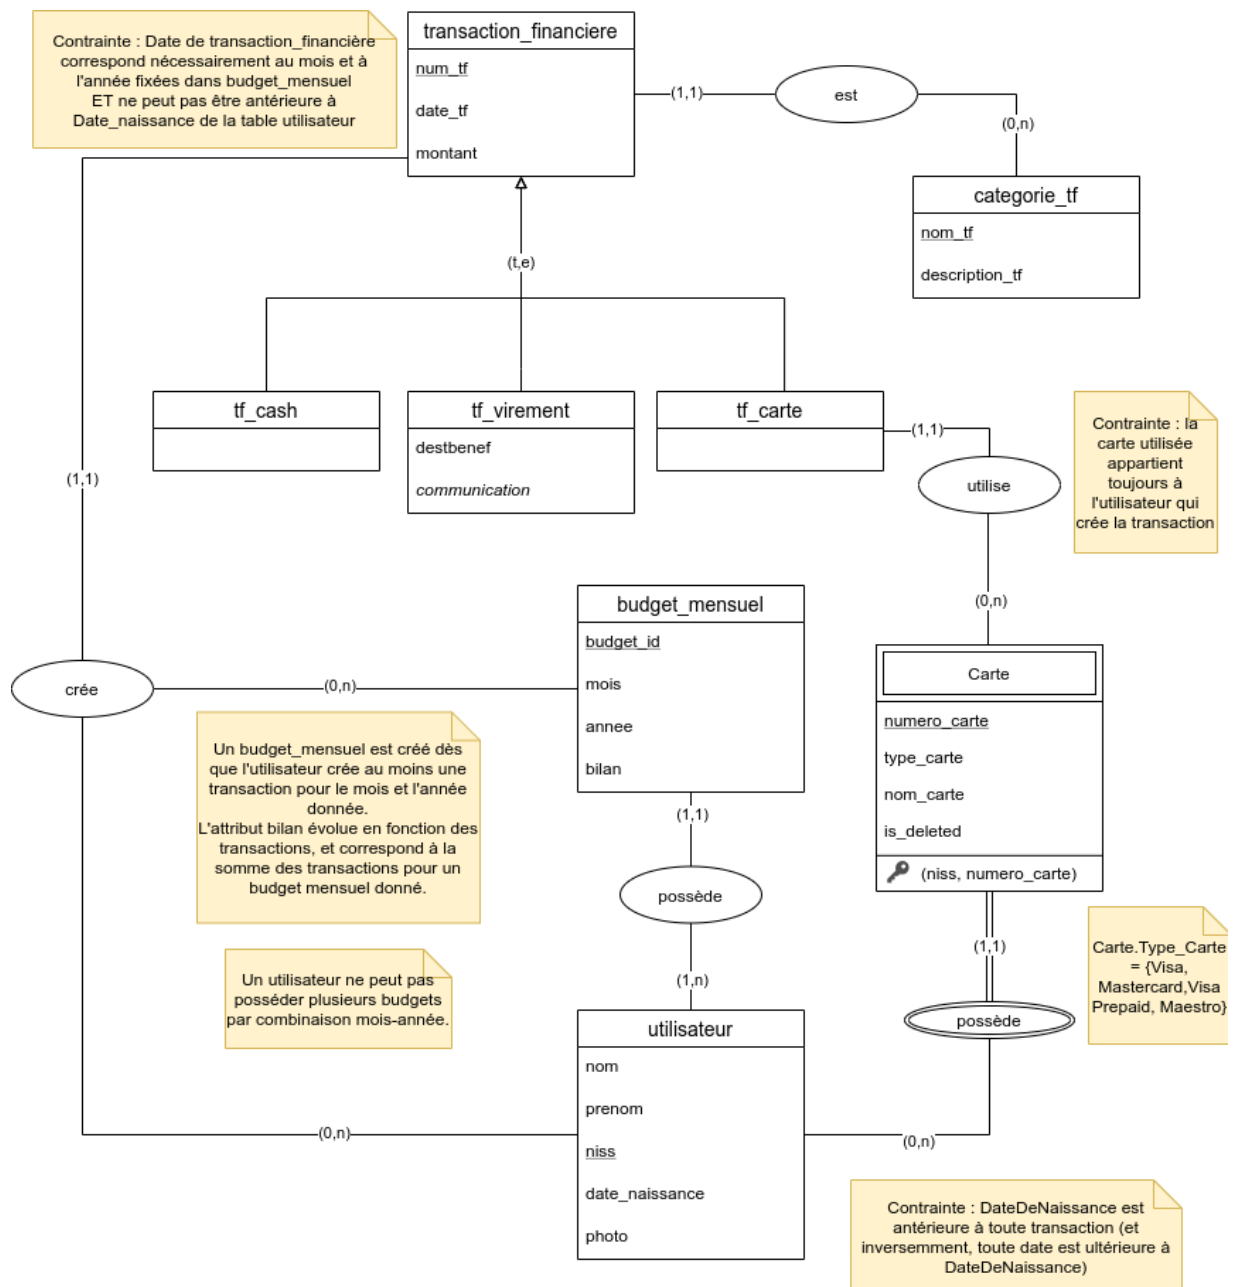 Contrainte : Date de transaction_financière
correspond nécessairement au mois et à
l'année fixées dans budget_mensuel
ET ne peut pas être antérieure à
Date_naissance de la table utilisateur
transaction_financiere
num_tf
date_tf
montant
(1,1)
est
(0,n)
categorie_tf
nom_tf
description_tf
(t,e)
tf_cash
tf_virement
destbenef
communication
tf_carte
(1,1)
utilise
Contrainte : la
carte utilisée
appartient
toujours à
l'utilisateur qui
crée la transaction
(1,1)
(0,n)
budget_mensuel
budget_id
mois
annee
bilan
Carte
numero_carte
type_carte
nom_carte
is_deleted
(niss, numero_carte)
crée
(0,n)
Un budget_mensuel est créé dès
que l'utilisateur crée au moins une
transaction pour le mois et l'année
donnée.
L'attribut bilan évolue en fonction des
transactions, et correspond à la
somme des transactions pour un
budget mensuel donné.
(1,1)
possède
(1,n)
(1,1)
possède
Carte.Type_Carte
= {Visa,
Mastercard,Visa
Prepaid, Maestro}
Un utilisateur ne peut pas
posséder plusieurs budgets
par combinaison mois-année.
utilisateur
nom
prenom
niss
date_naissance
photo
(0,n)
(0,n)
Contrainte : DateDeNaissance est
antérieure à toute transaction (et
inversemment, toute date est ultérieure à
DateDeNaissance)